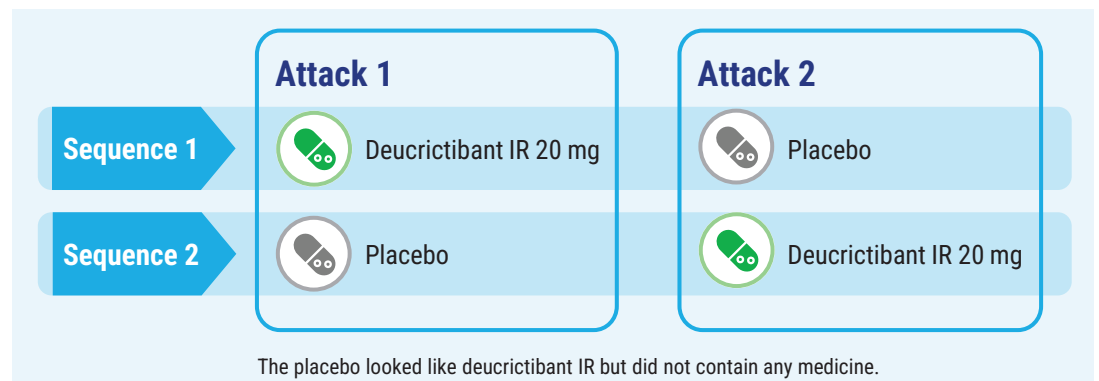 Attack 1
Attack 2
Sequence 1
Deucrictibant IR 20 mg
Placebo
Sequence 2
Placebo
Deucrictibant IR 20 mg
The placebo looked like deucrictibant IR but did not contain any medicine.